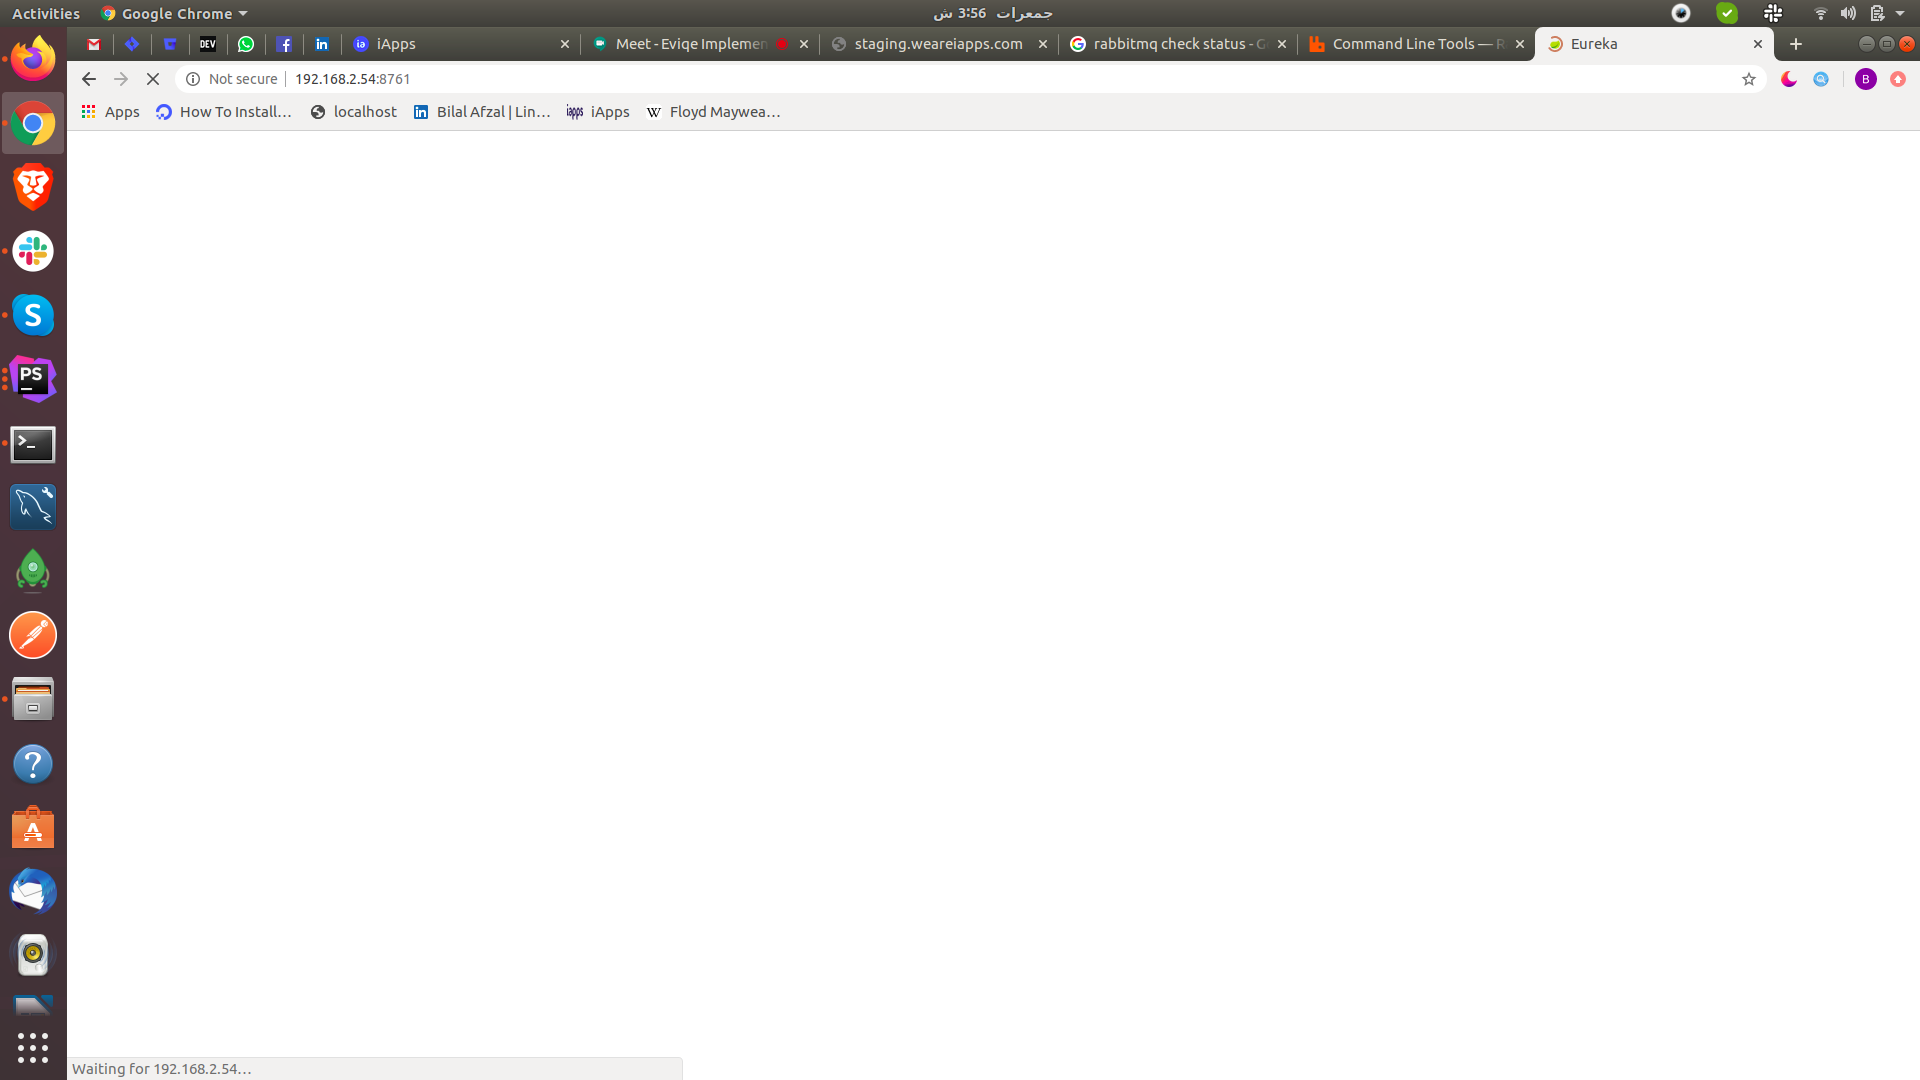 Activities
Google Chrome
جمعرات 3:56 ش
DEV
iApps
Meet - Eviqe Implemen
staging.weareiapps.com
rabbitmq check status - G
Command Line Tools — R
Eureka
Not secure
192.168.2.54:8761
B
Apps
How To Install...
localhost
Bilal Afzal | Lin...
iApps
Floyd Maywea...
PS
Waiting for 192.168.2.54...